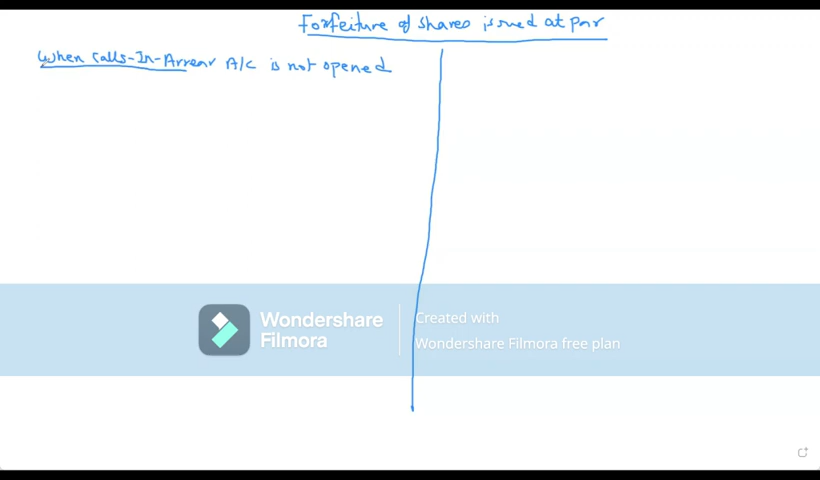 Forfeiture of shares issued at par
When Calls-In-Arrear A/C is not opened
Wondershare
Filmora
Created with
Wondershare Filmora free plan